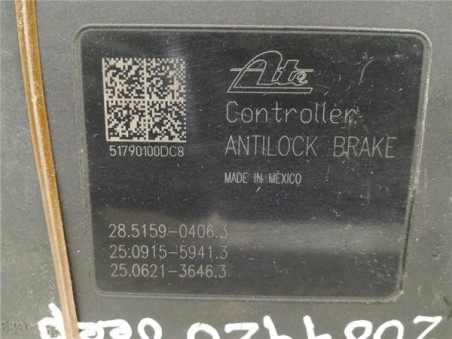 Ate
Controller
ANTILOCK BRAKE
MADE IN MEXICO
51790100DC8
28.5159-0406.3
25.0915-5941.3
25.0621-3646.3